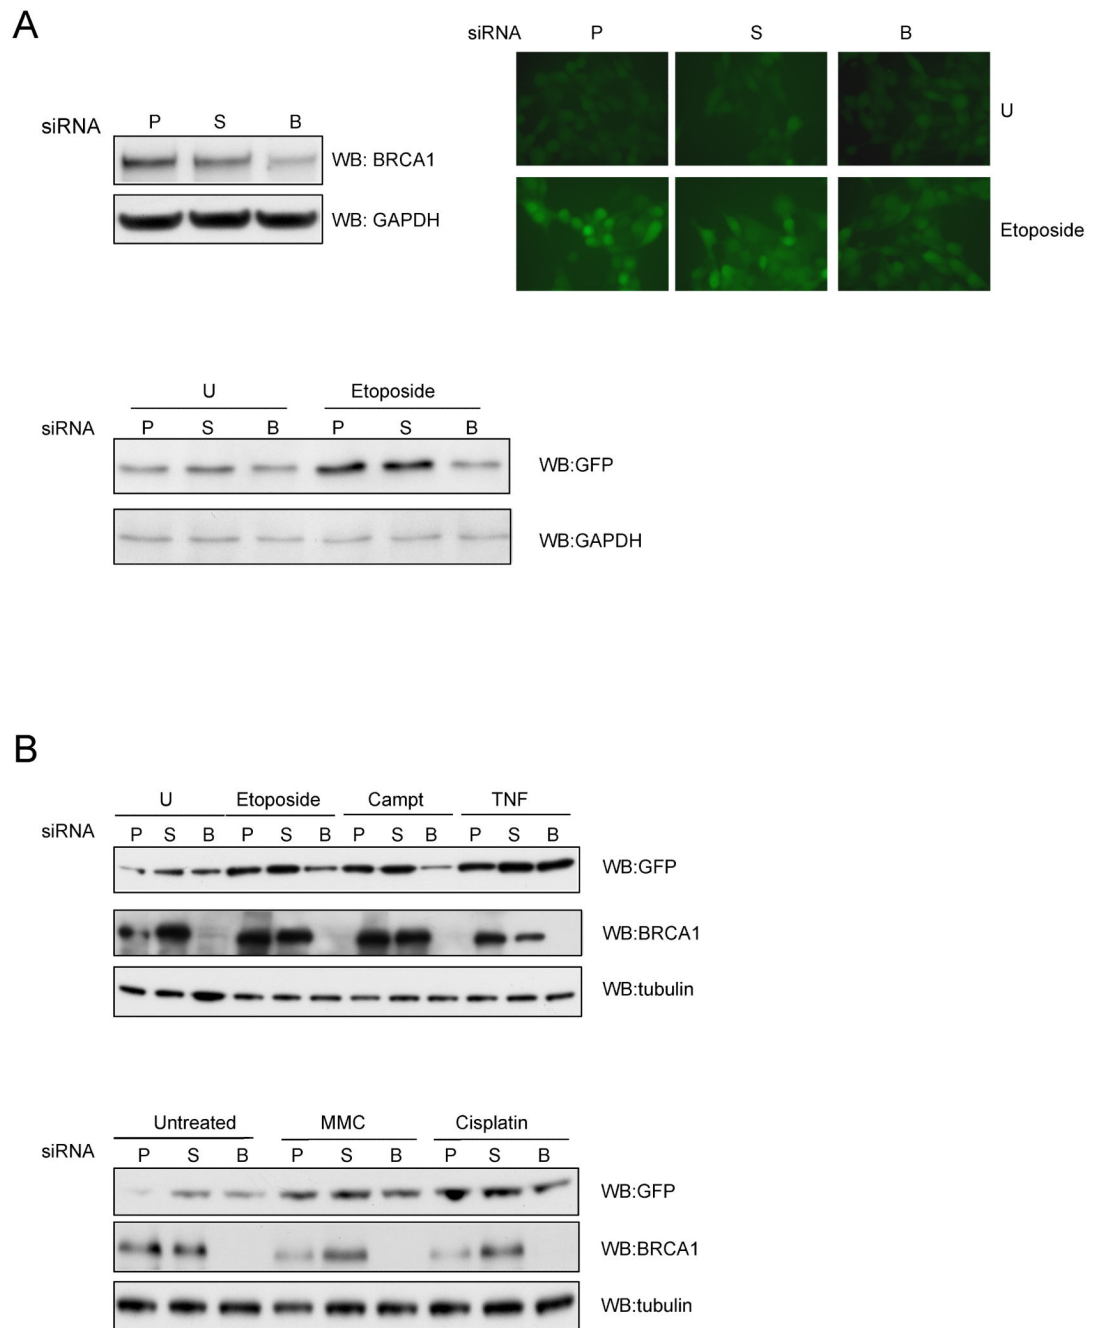 A
siRNA P S B
U
Etoposide
siRNA P S B
WB: BRCA1
WB: GAPDH
U Etoposide
siRNA P S B P S B
WB:GFP
WB:GAPDH
B
U Etoposide Campt TNF
siRNA P S B P S B P S B P S B
WB:GFP
WB:BRCA1
WB:tubulin
Untreated MMC Cisplatin
siRNA P S B P S B P S B
WB:GFP
WB:BRCA1
WB:tubulin